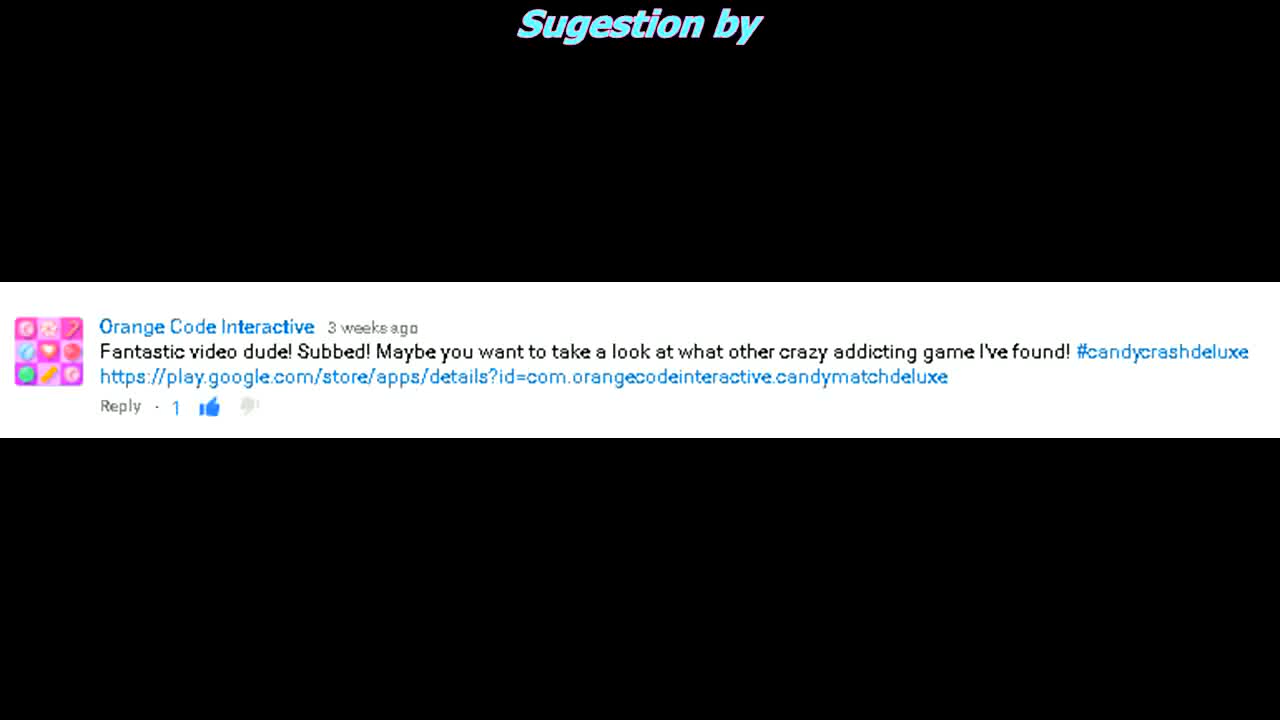 Sugestion by
Orange Code Interactive 3 weeks ago
Fantastic video dude! Subbed! Maybe you want to take a look at what other crazy addicting game I've found! #candycrashdeluxe
https://play.google.com/store/apps/details?id=com.orangecodeinteractive.candymatchdeluxe
Reply · 1